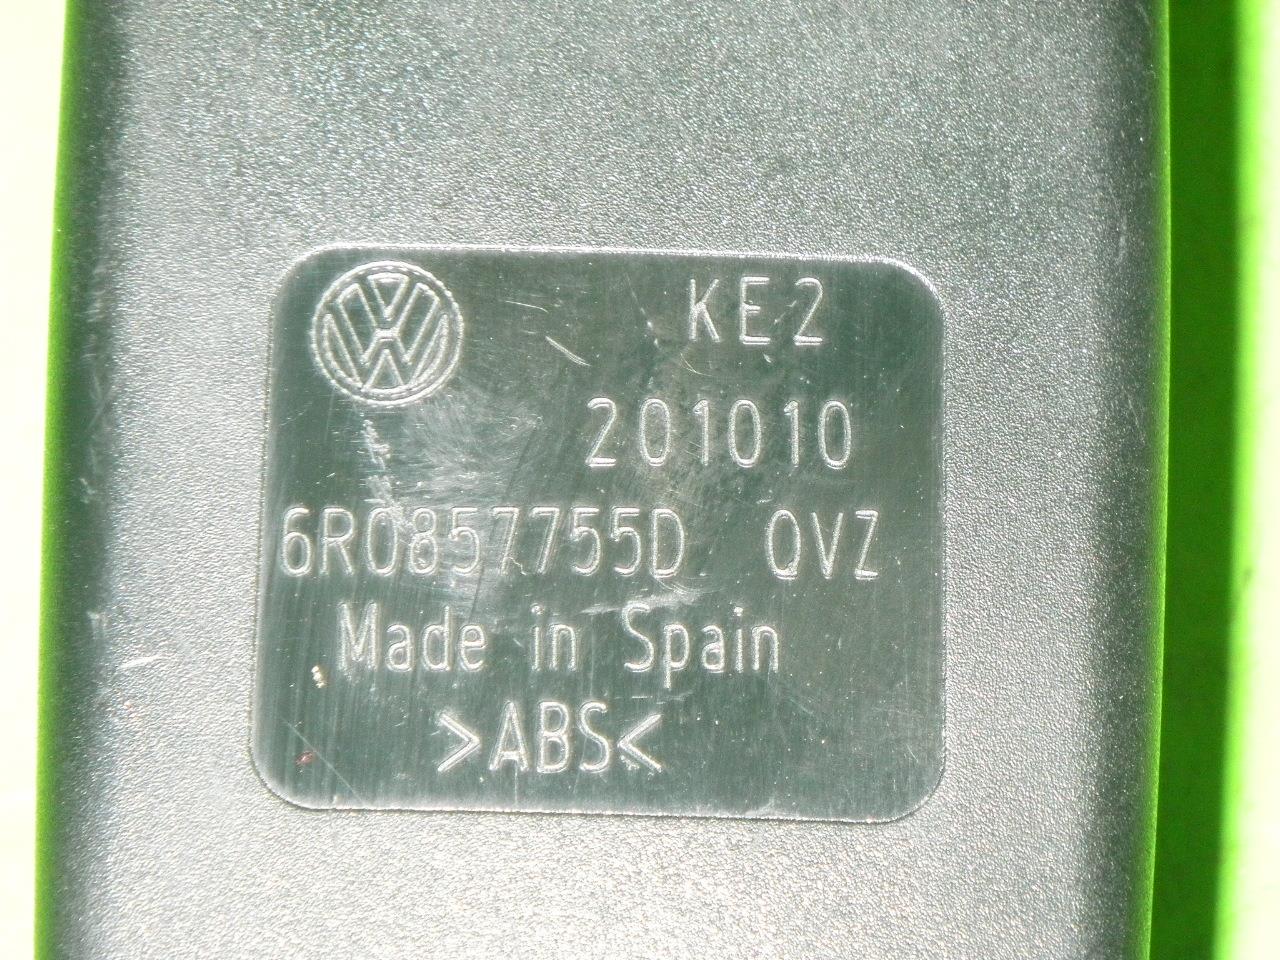 KE2
201010
6R0857755D QVZ
Made in Spain
>ABS<